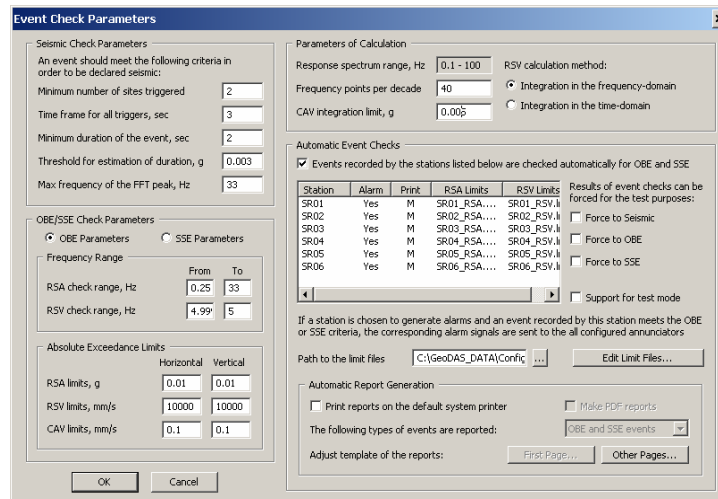 Event Check Parameters
Seismic Check Parameters
An event should meet the following criteria in
order to be declared seismic:
Minimum number of sites triggered 2
Time frame for all triggers, sec 3
Minimum duration of the event, sec 2
Threshold for estimation of duration, g 0.003
Max frequency of the FFT peak, Hz 33
OBE/SSE Check Parameters
OBE Parameters SSE Parameters
Frequency Range
From To
RSA check range, Hz 0.25 33
RSV check range, Hz 4.99 5
Absolute Exceedance Limits
Horizontal Vertical
RSA limits, g 0.01 0.01
RSV limits, mm/s 10000 10000
CAV limits, mm/s 0.1 0.1
OK Cancel
Parameters of Calculation
Response spectrum range, Hz 0.1 - 100 RSV calculation method:
Frequency points per decade 40 Integration in the frequency-domain
CAV integration limit, g 0.005 Integration in the time-domain
Automatic Event Checks
Events recorded by the stations listed below are checked automatically for OBE and SSE
Station Alarm Print RSA Limits RSV Limits
SR01 Yes M SR01_RSA.... SR01_RSV.l
SR02 Yes M SR02_RSA.... SR02_RSV.l
SR03 Yes M SR03_RSA.... SR03_RSV.l
SR04 Yes M SR04_RSA.... SR04_RSV.l
SR05 Yes M SR05_RSA.... SR05_RSV.l
SR06 Yes M SR06_RSA.... SR06_RSV.l
Results of event checks can be
forced for the test purposes:
Force to Seismic
Force to OBE
Force to SSE
Support for test mode
If a station is chosen to generate alarms and an event recorded by this station meets the OBE
or SSE criteria, the corresponding alarm signals are sent to the all configured annunciators
Path to the limit files C:\GeoDAS_DATA\Config ... Edit Limit Files...
Automatic Report Generation
Print reports on the default system printer Make PDF reports
The following types of events are reported: OBE and SSE events
Adjust template of the reports: First Page... Other Pages...